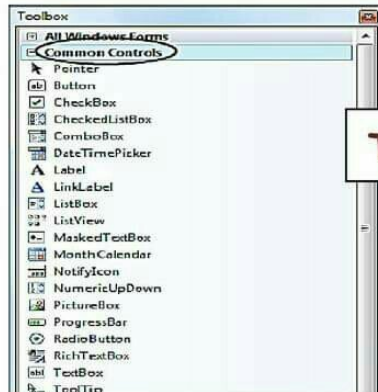 Toolbox
All Windows Forms
Common Controls
Pointer
Button
CheckBox
CheckedListBox
ComboBox
DateTimePicker
Label
LinkLabel
ListBox
ListView
MaskedTextBox
MonthCalendar
NotifyIcon
NumericUpDown
PictureBox
ProgressBar
RadioButton
RichTextBox
TextBox
ToolTip